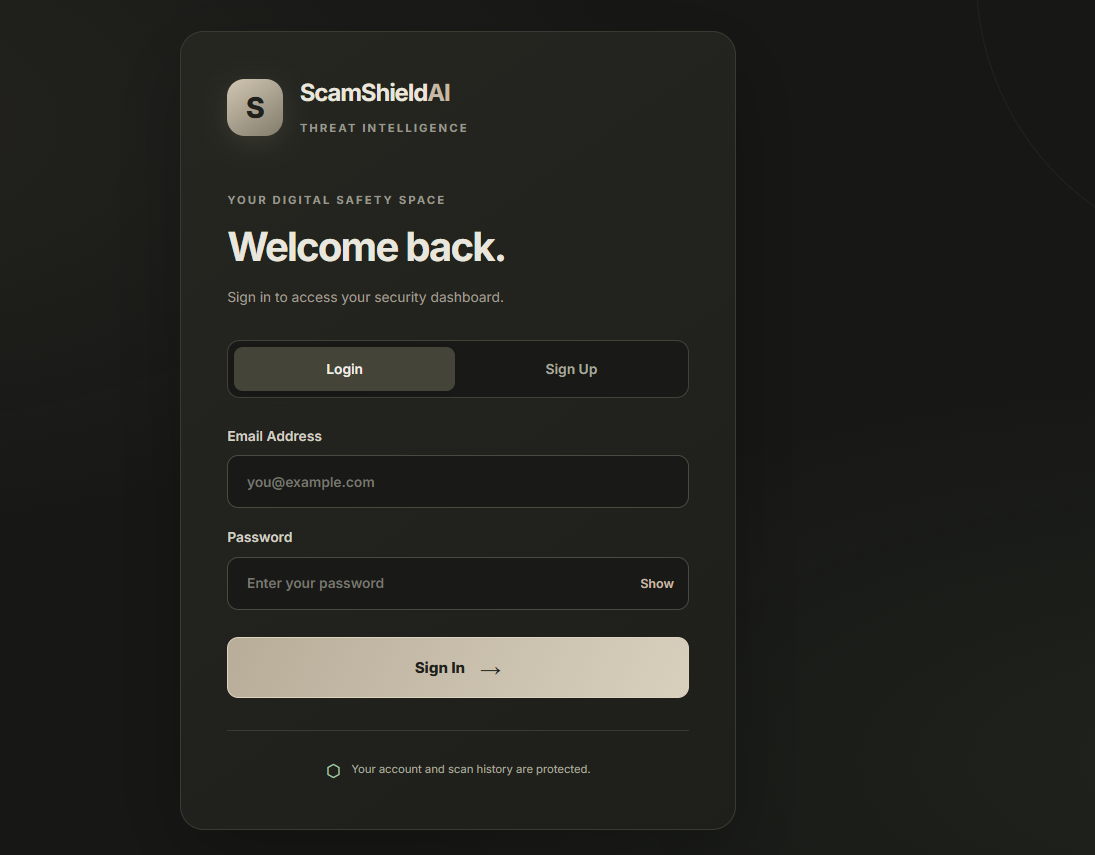 S
ScamShieldAI
THREAT INTELLIGENCE
YOUR DIGITAL SAFETY SPACE
Welcome back.
Sign in to access your security dashboard.
Login Sign Up
Email Address
you@example.com
Password
Enter your password Show
Sign In →
Your account and scan history are protected.